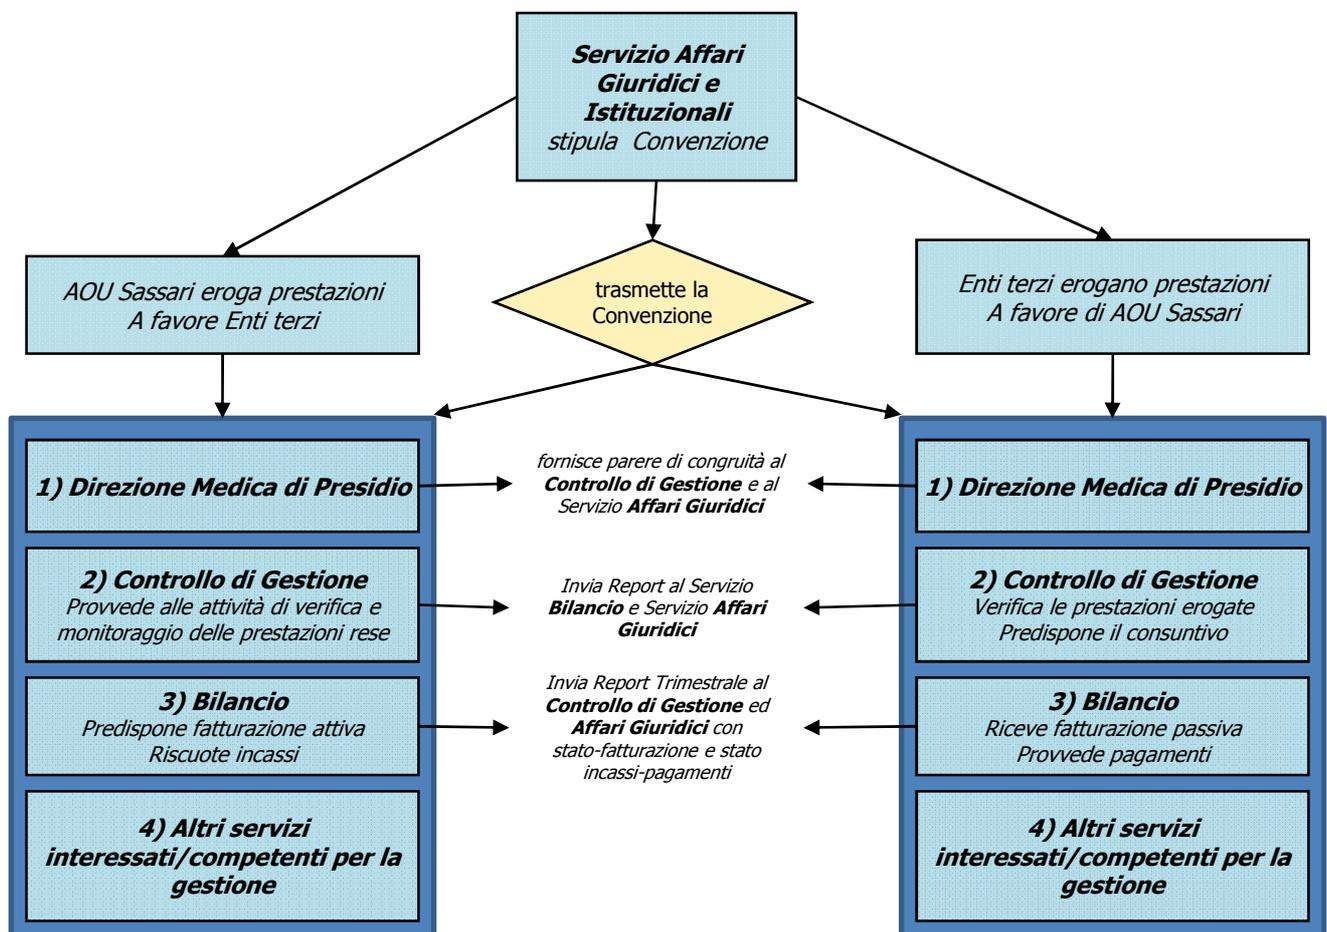 Servizio Affari
Giuridici e
Istituzionali
stipula Convenzione
AOU Sassari eroga prestazioni
A favore Enti terzi
trasmette la
Convenzione
Enti terzi erogano prestazioni
A favore di AOU Sassari
1) Direzione Medica di Presidio
2) Controllo di Gestione
Provvede alle attività di verifica e
monitoraggio delle prestazioni rese
3) Bilancio
Predispone fatturazione attiva
Riscuote incassi
4) Altri servizi
interessati/competenti per la
gestione
fornisce parere di congruità al
Controllo di Gestione e al
Servizio Affari Giuridici
Invia Report al Servizio
Bilancio e Servizio Affari
Giuridici
Invia Report Trimestrale al
Controllo di Gestione ed
Affari Giuridici con
stato-fatturazione e stato
incassi-pagamenti
1) Direzione Medica di Presidio
2) Controllo di Gestione
Verifica le prestazioni erogate
Predispone il consuntivo
3) Bilancio
Riceve fatturazione passiva
Provvede pagamenti
4) Altri servizi
interessati/competenti per la
gestione